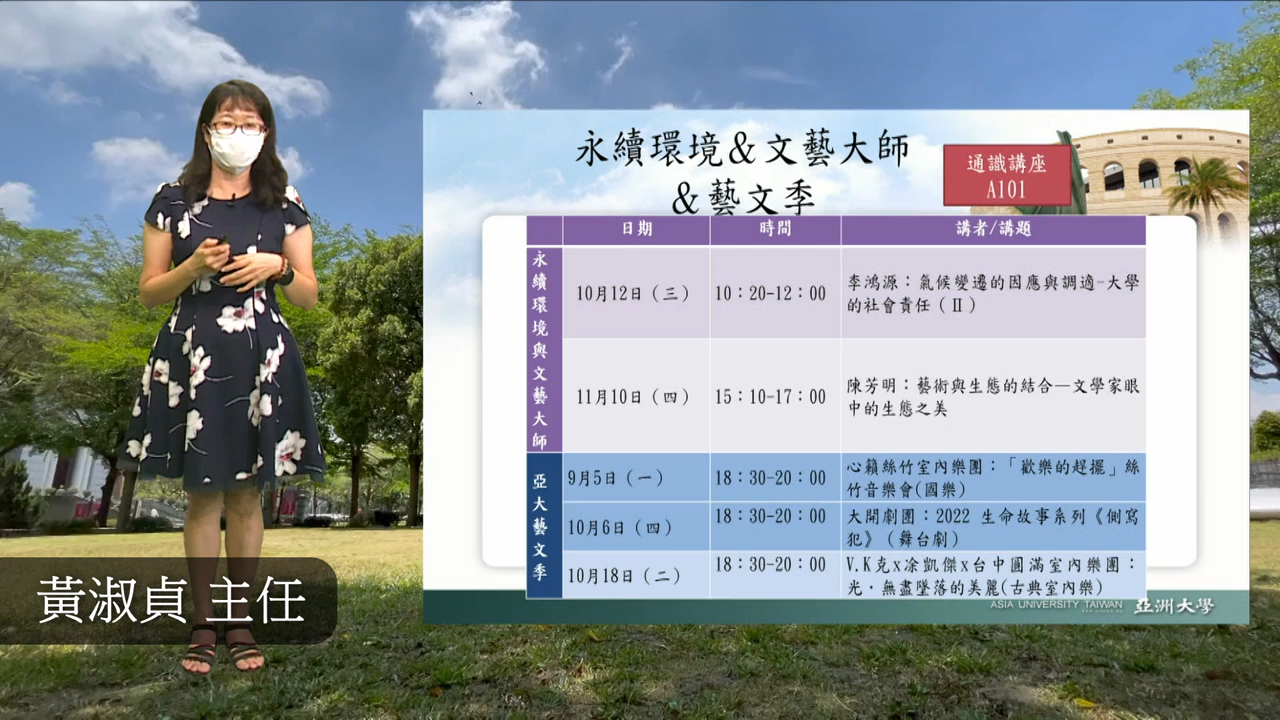 永續環境&文藝大師
&藝文季
通識講座
A101
日期 時間 講者/講題
永續環境與文藝大師
10月12日（三） 10：20-12：00 李鴻源：氣候變遷的因應與調適-大學
的社會責任（Ⅱ）
11月10日（四） 15：10-17：00 陳芳明：藝術與生態的結合—文學家眼
中的生態之美
亞大藝文季
9月5日（一） 18：30-20：00 心籟絲竹室內樂團：「歡樂的趕擺」絲
竹音樂會(國樂)
10月6日（四） 18：30-20：00 大開劇團：2022 生命故事系列《側寫
犯》（舞台劇）
10月18日（二） 18：30-20：00 V.K克x凃凱傑x台中圓滿室內樂團：
光．無盡墜落的美麗(古典室內樂)
ASIA UNIVERSITY TAIWAN 亞洲大學
黃淑貞 主任